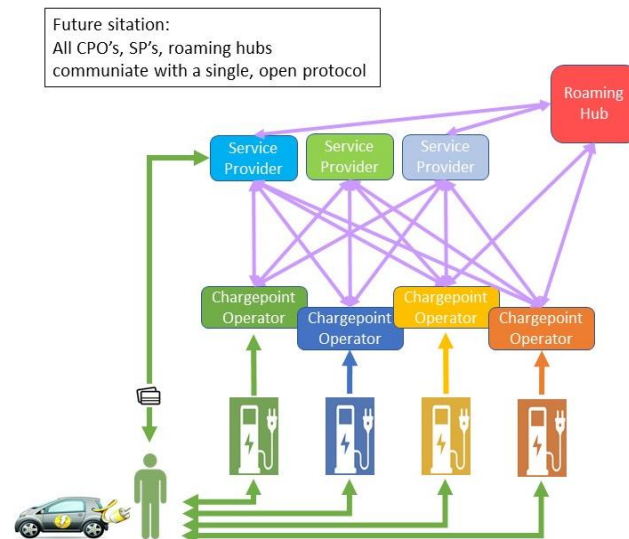 Future sitation:
All CPO's, SP's, roaming hubs
communiate with a single, open protocol
Roaming
Hub
Service
Provider
Service
Provider
Service
Provider
Chargepoint
Operator
Chargepoint
Operator
Chargepoint
Operator
Chargepoint
Operator